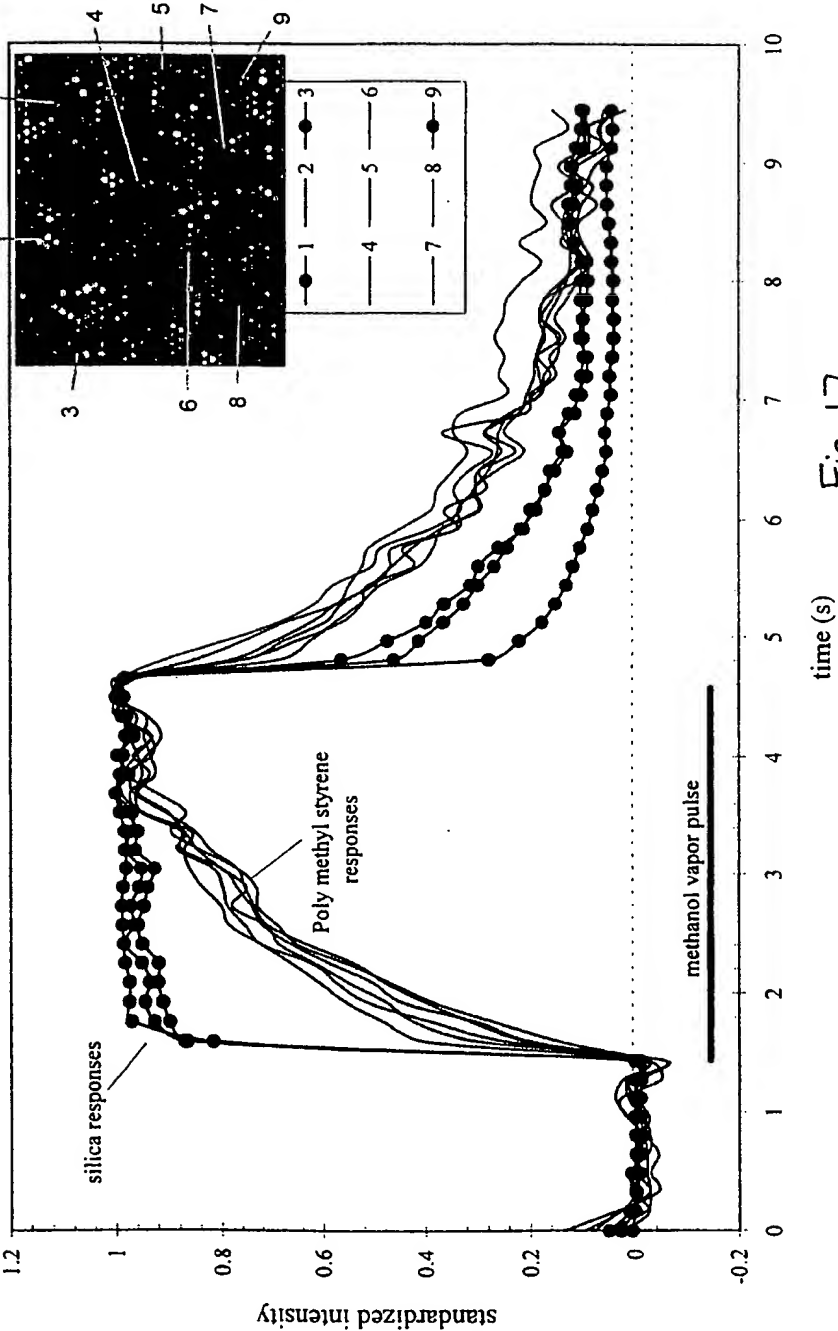 standardized intensity
1.2
1
0.8
0.6
0.4
0.2
0
-0.2
silica responses
Poly methyl styrene
responses
methanol vapor pulse
0 1 2 3 4 5 6 7 8 9 10
time (s)
3
6
8
4
5
7
9
1 2 3
4 5 6
7 8 9